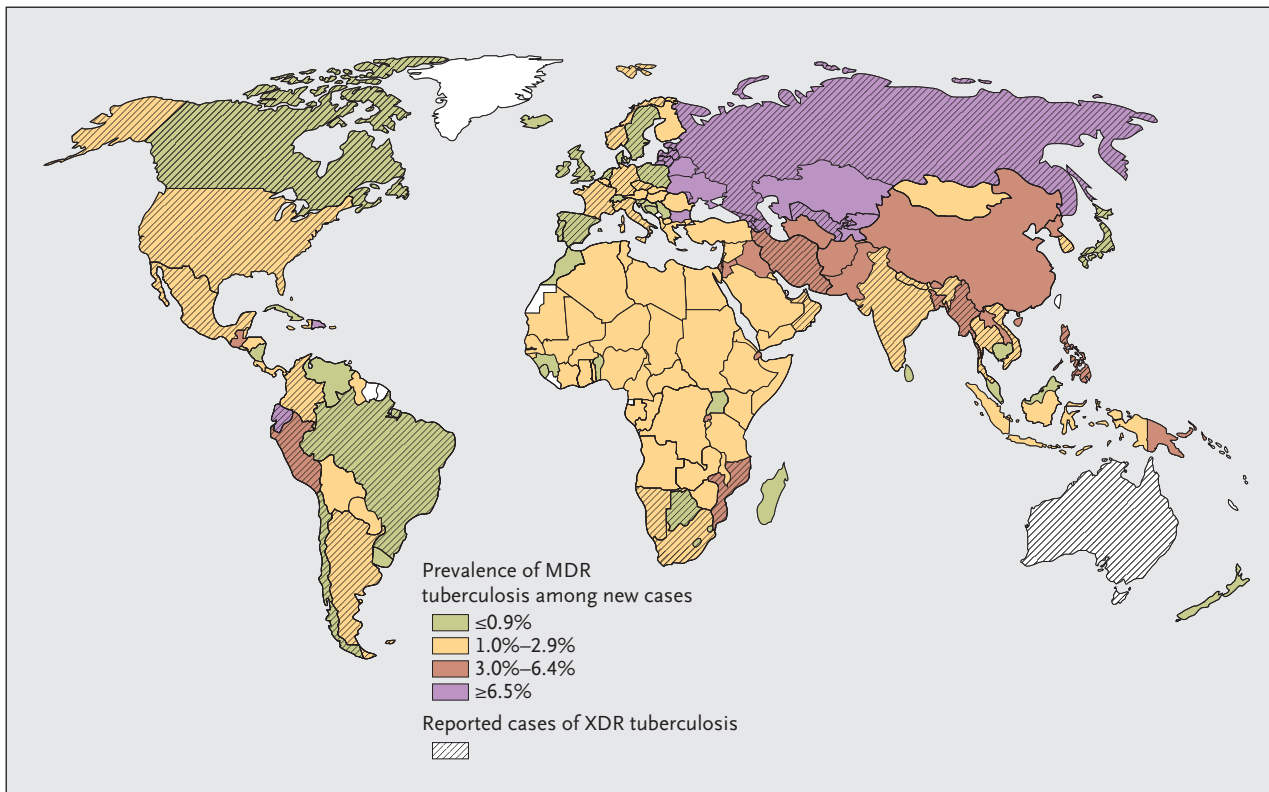 Prevalence of MDR
tuberculosis among new cases
≤0.9%
1.0%–2.9%
3.0%–6.4%
≥6.5%
Reported cases of XDR tuberculosis